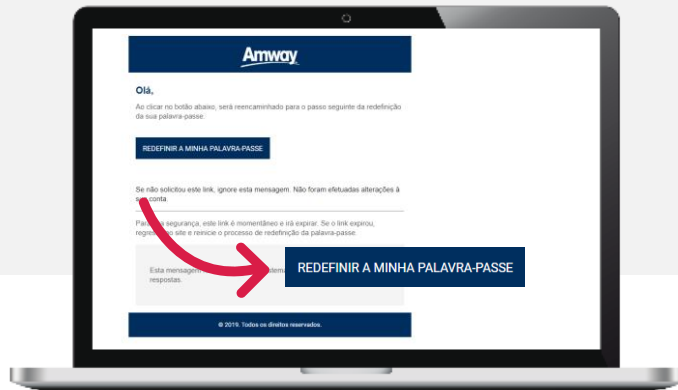 Amway
Olá,
Ao clicar no botão abaixo, será reencaminhado para o passo seguinte da redefinição
da sua palavra-passe.
REDEFINIR A MINHA PALAVRA-PASSE
Se não solicitou este link, ignore esta mensagem. Não foram efetuadas alterações à
conta.
segurança, este link é momentâneo e irá expirar. Se o link expirou,
site e reinicie o processo de redefinição da palavra-passe
REDEFINIR A MINHA PALAVRA-PASSE
Esta mensagem
respostas.
© 2019. Todos os direitos reservados.